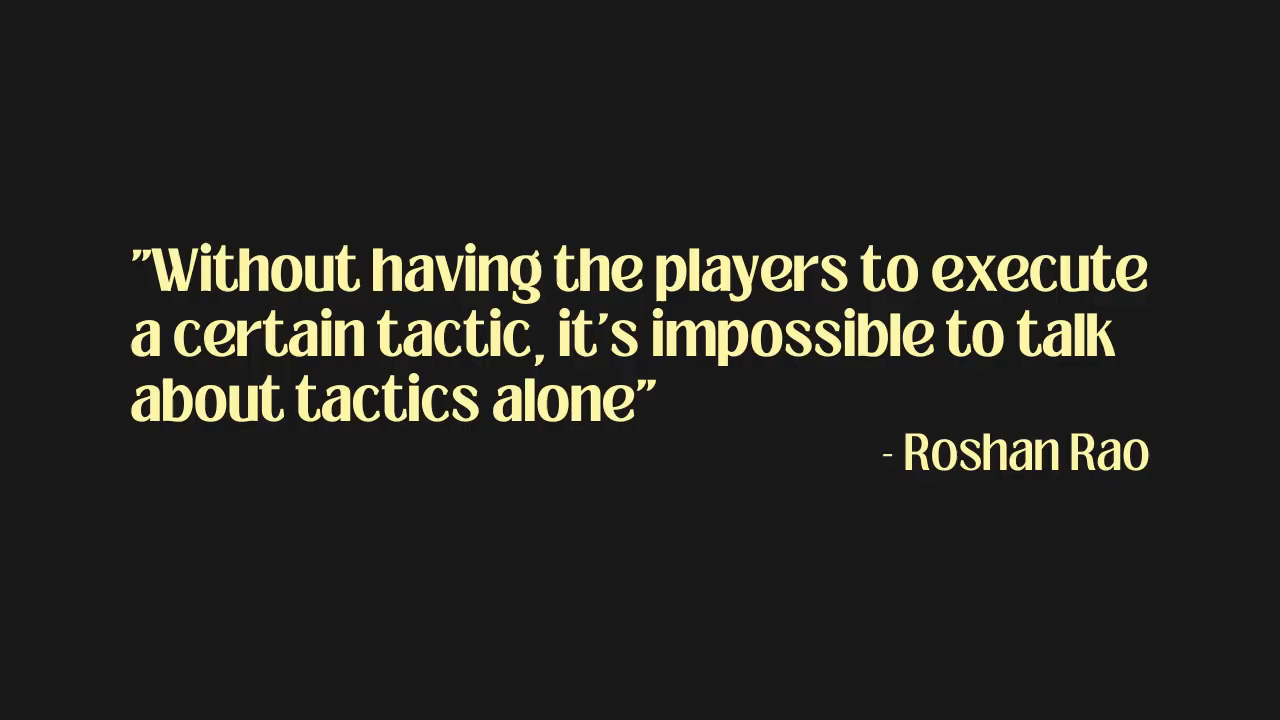 ”Without having the players to execute
a certain tactic, it’s impossible to talk
about tactics alone”
- Roshan Rao